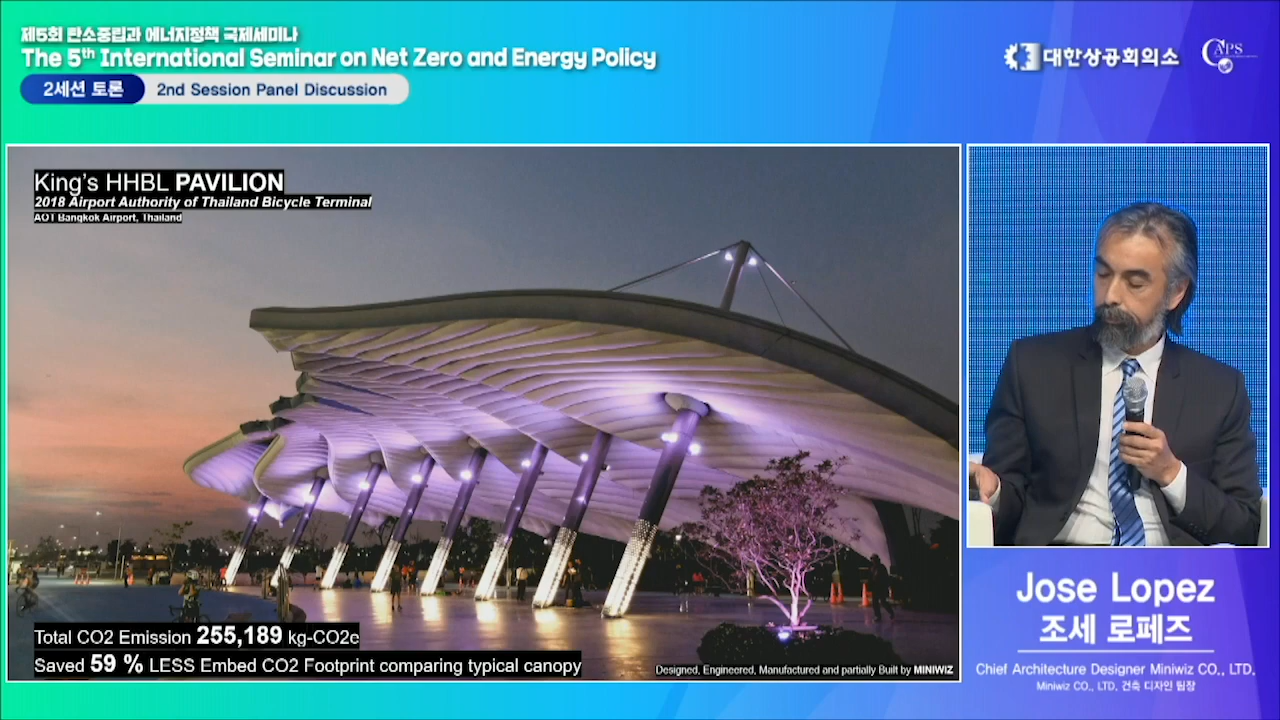 제5회 탄소중립과 에너지정책 국제세미나
The 5th International Seminar on Net Zero and Energy Policy
2세션 토론 2nd Session Panel Discussion
대한상공회의소
CAPS
King's HHBL PAVILION
2018 Airport Authority of Thailand Bicycle Terminal
AOT Bangkok Airport, Thailand
Total CO2 Emission 255,189 kg-CO2e
Saved 59 % LESS Embed CO2 Footprint comparing typical canopy
Designed, Engineered, Manufactured and partially Built by MINIWIZ
Jose Lopez
조세 로페즈
Chief Architecture Designer Miniwiz CO., LTD.
Miniwiz CO., LTD. 건축 디자인 팀장